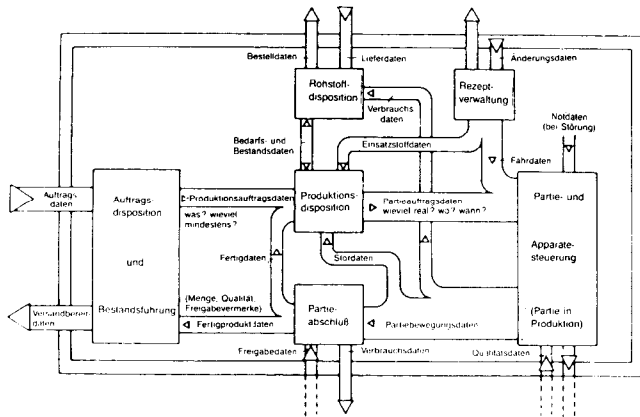 Bestelldaten
Lieferdaten
Änderungsdaten
Rohstoff-
disposition
Rezept-
verwaltung
Verbrauchs
daten
Notdaten
(bei Störung)
Bedarfs- und
Bestandsdaten
Einsatzstoffdaten
Fahrdaten
Auftrags
daten
Auftrags-
disposition
und
Bestandsführung
Produktionsauftragsdaten
was? wieviel
mindestens?
Produktions-
disposition
Partieauftragsdaten
wieviel real? wo? wann?
Partie- und
Apparate-
steuerung
(Partie in
Produktion)
Fertigdaten
Stördaten
Versandbereit-
daten
(Menge, Qualität,
Freigabevermerke)
Fertigproduktdaten
Partie-
abschluß
Partiebewegungsdaten
Freigabedaten
Verbrauchsdaten
Qualitätsdaten